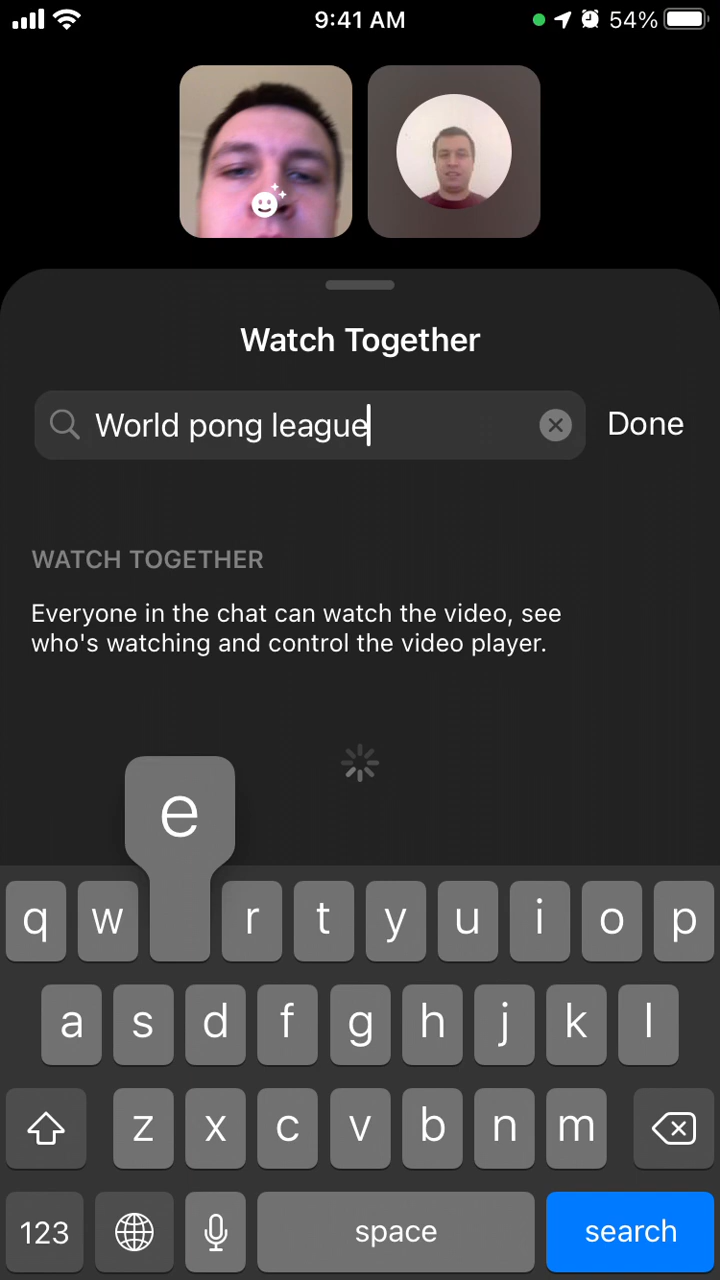 9:41 AM
54%
Watch Together
World pong league
Done
WATCH TOGETHER
Everyone in the chat can watch the video, see
who's watching and control the video player.
e
q w r t y u i o p
a s d f g h j k l
z x c v b n m
123 space search